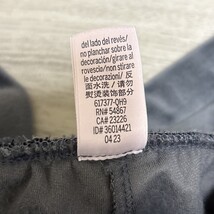 del lado del revés/
no planchar sobre la
decoración/girare al
rovescio/non stirare
le decorazioni/ 反
面水洗/请勿
熨烫装饰部分
617377-QH9
RN# 54867
CA# 23226
ID# 36014421
04 23